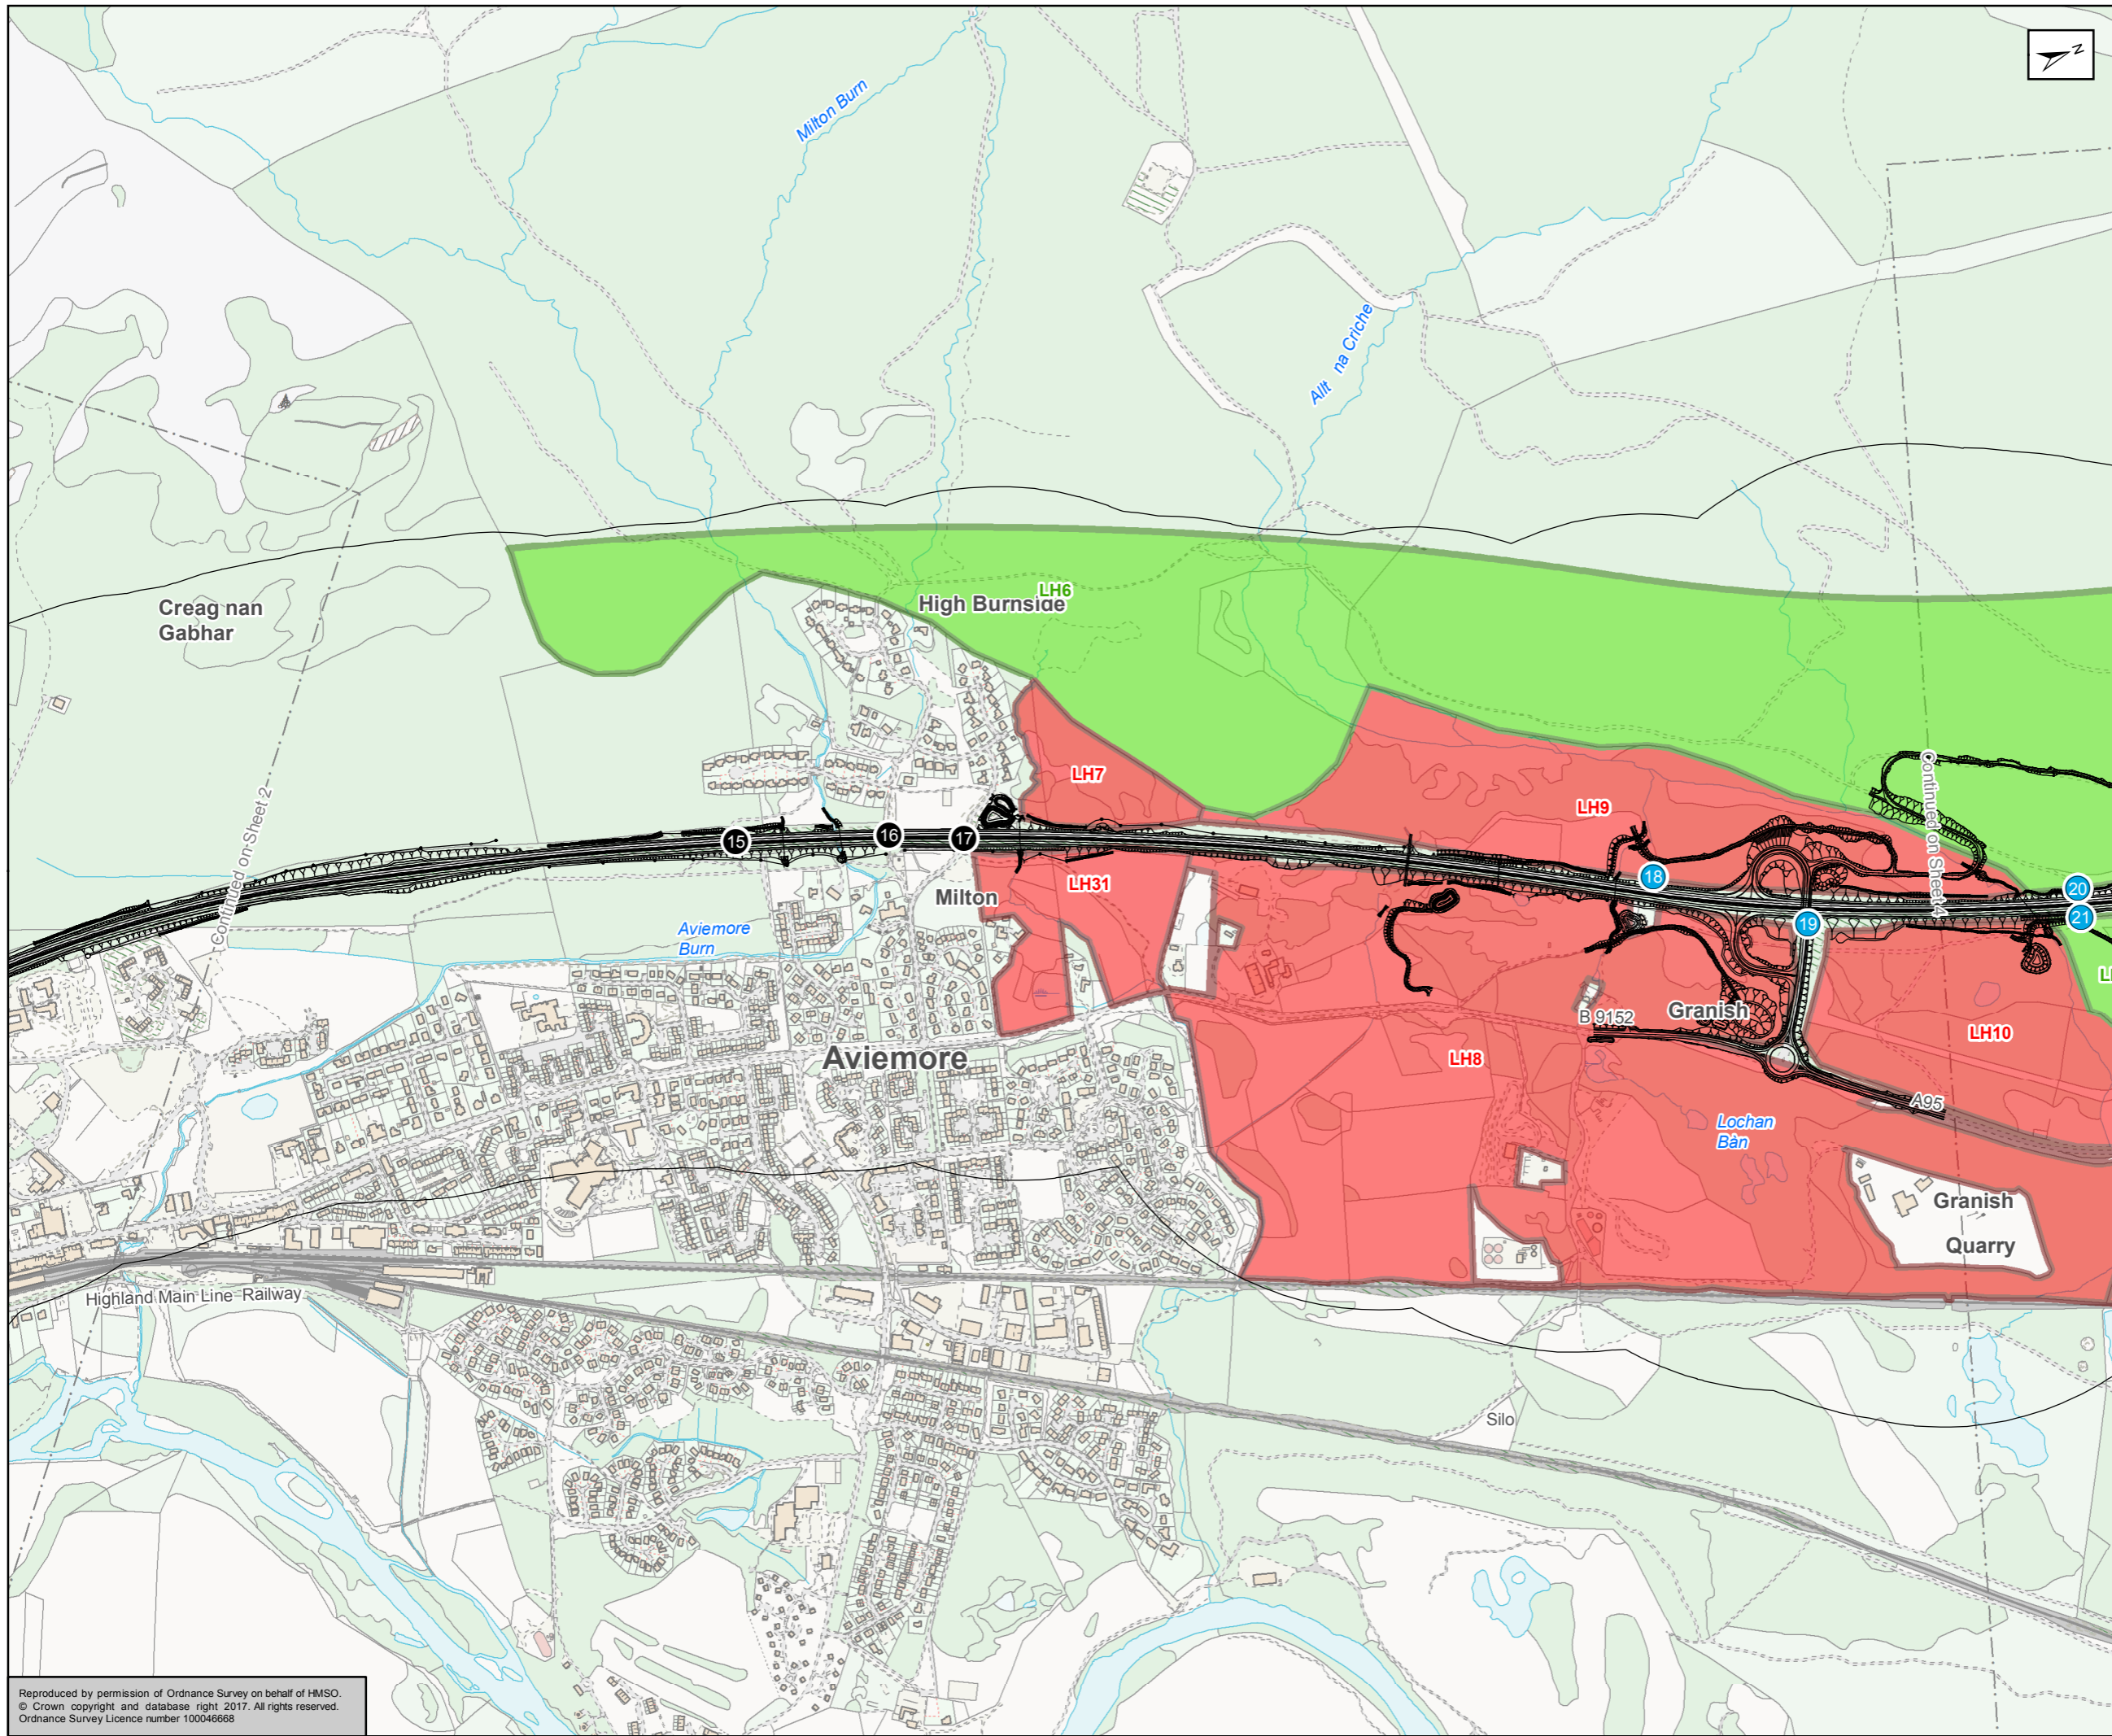 N
Milton Burn
Allt na Criche
Creag nan
Gabhar
High Burnside
LH6
LH7
LH9
Continued on Sheet 2
Continued on Sheet 4
15
16
17
18
19
20
21
LH31
Milton
Aviemore
Burn
Granish
B 9152
LH10
Aviemore
LH8
A95
Lochan
Bàn
Granish
Quarry
Highland Main Line Railway
Silo
Reproduced by permission of Ordnance Survey on behalf of HMSO.
© Crown copyright and database right 2017. All rights reserved.
Ordnance Survey Licence number 100046668